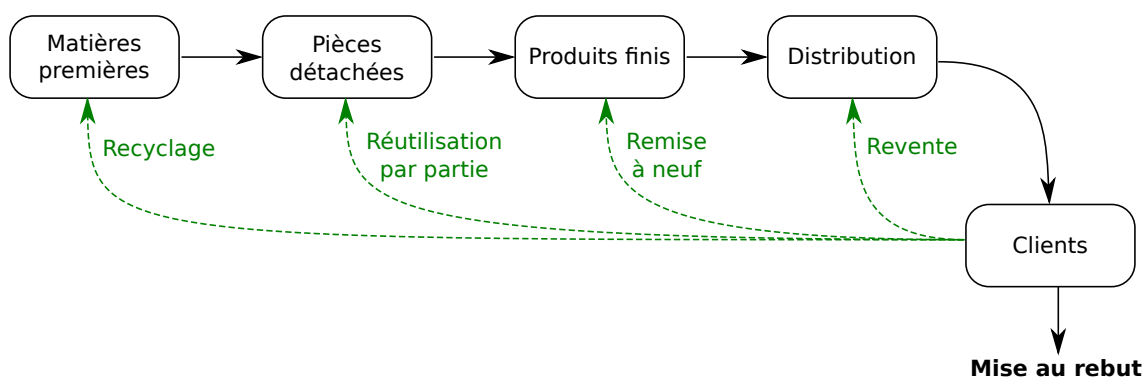 Matières
premières
Pièces
détachées
Produits finis
Distribution
Recyclage
Réutilisation
par partie
Remise
à neuf
Revente
Clients
Mise au rebut